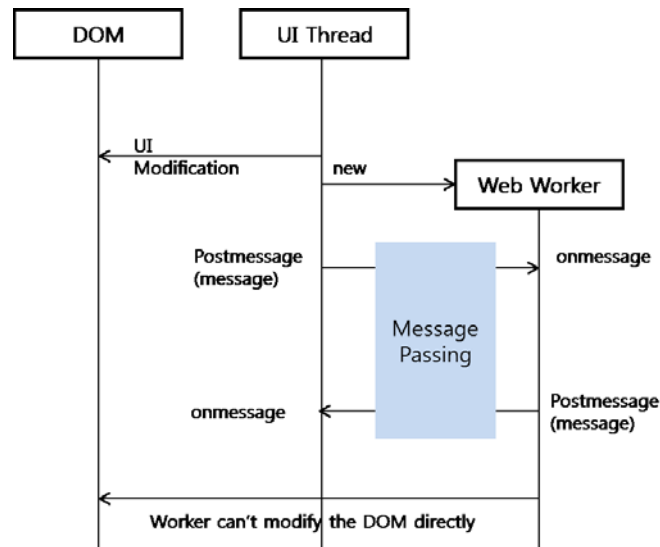 DOM
UI Thread
UI
Modification
new
Web Worker
Postmessage
(message)
onmessage
Message
Passing
onmessage
Postmessage
(message)
Worker can't modify the DOM directly